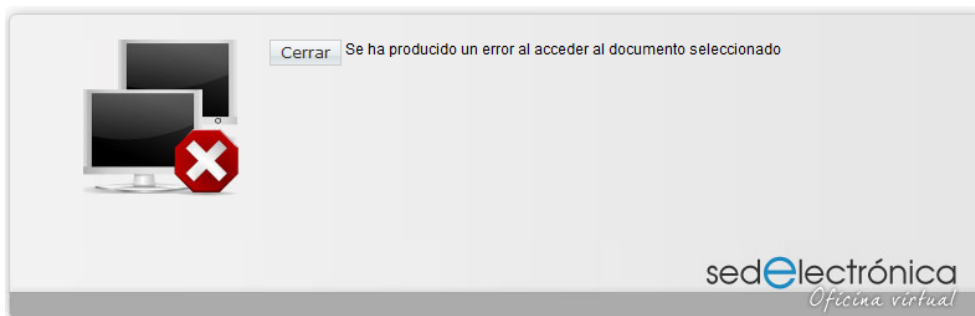 Cerrar Se ha producido un error al acceder al documento seleccionado
sedelectrónica
Oficina virtual